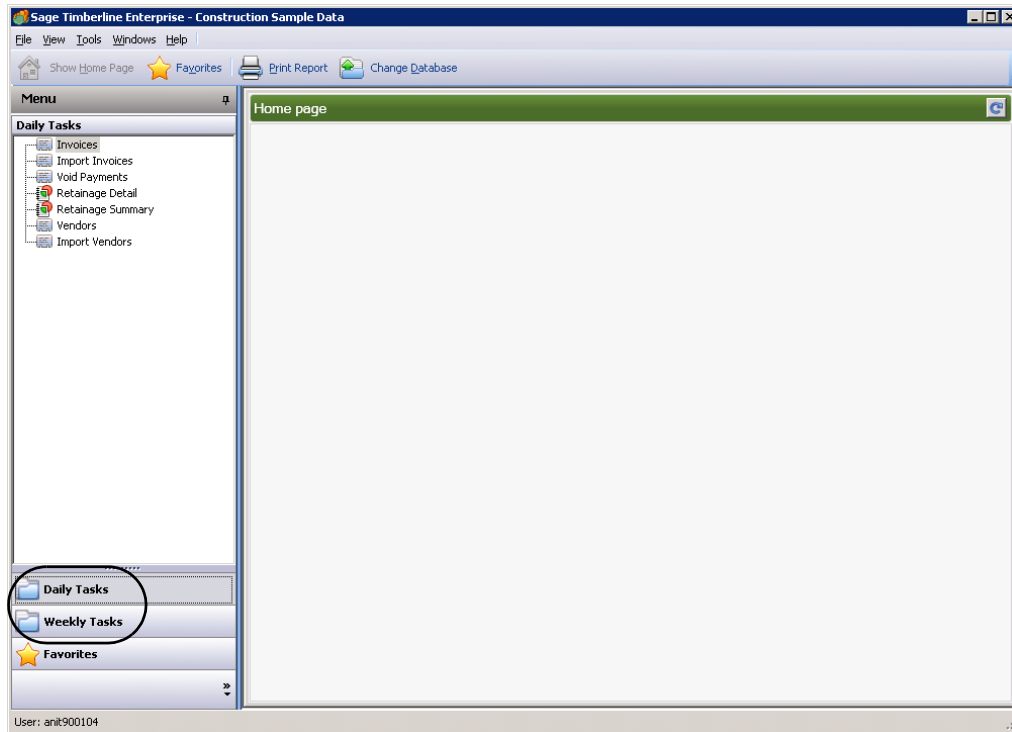 Sage Timberline Enterprise - Construction Sample Data
File View Tools Windows Help
Show Home Page Favorites Print Report Change Database
Menu
Home page
Daily Tasks
Invoices
Import Invoices
Void Payments
Retainage Detail
Retainage Summary
Vendors
Import Vendors
Daily Tasks
Weekly Tasks
Favorites
User: anit900104